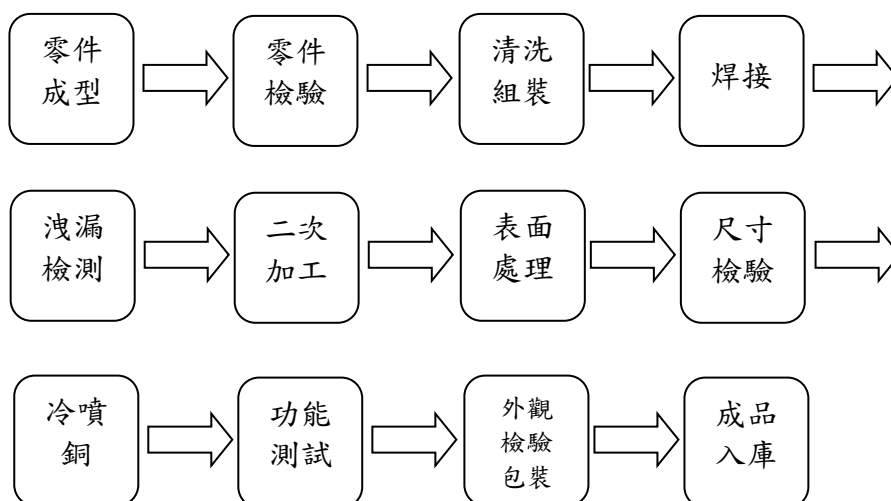 零件
成型
零件
檢驗
清洗
組裝
焊接
洩漏
檢測
二次
加工
表面
處理
尺寸
檢驗
冷噴
銅
功能
測試
外觀
檢驗
包裝
成品
入庫